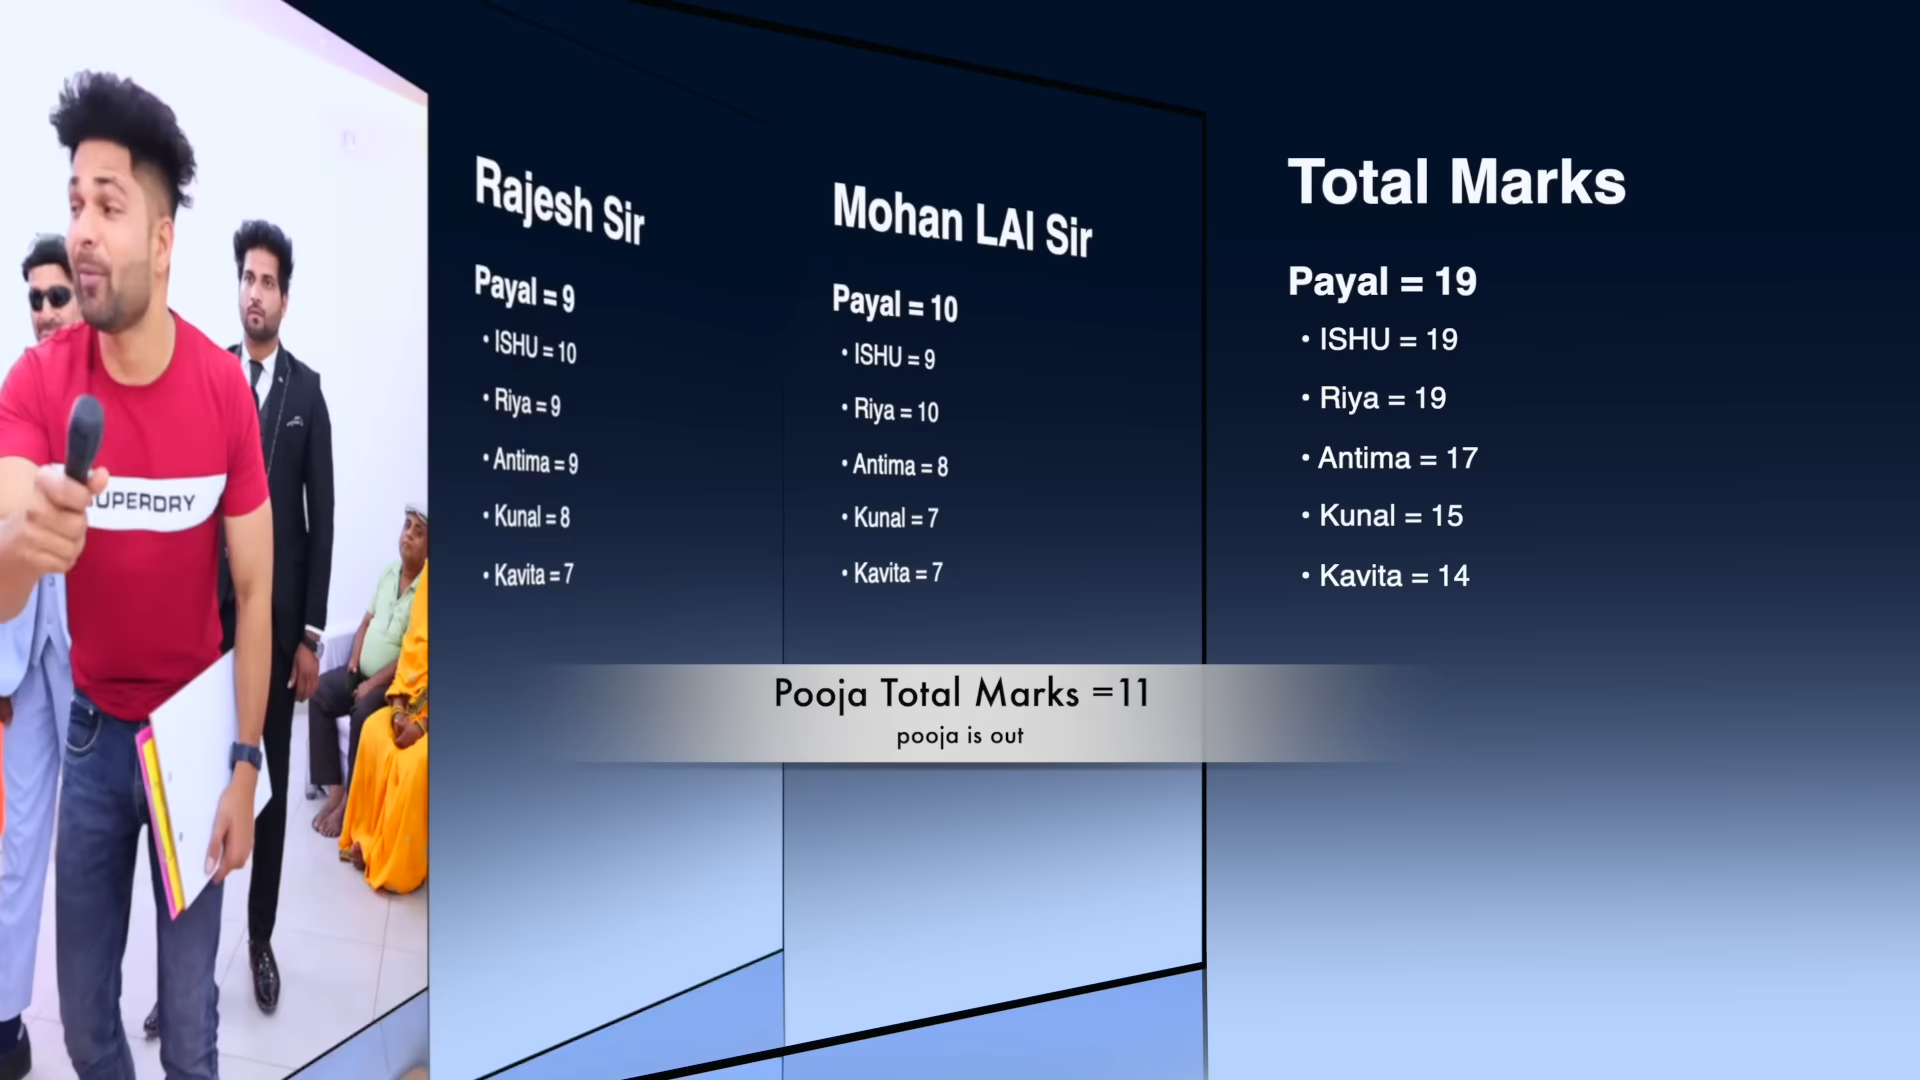 Rajesh Sir
Payal = 9
• ISHU = 10
• Riya = 9
• Antima = 9
• Kunal = 8
• Kavita = 7
Mohan LAl Sir
Payal = 10
• ISHU = 9
• Riya = 10
• Antima = 8
• Kunal = 7
• Kavita = 7
Total Marks
Payal = 19
• ISHU = 19
• Riya = 19
• Antima = 17
• Kunal = 15
• Kavita = 14
Pooja Total Marks =11
pooja is out
SUPERDRY